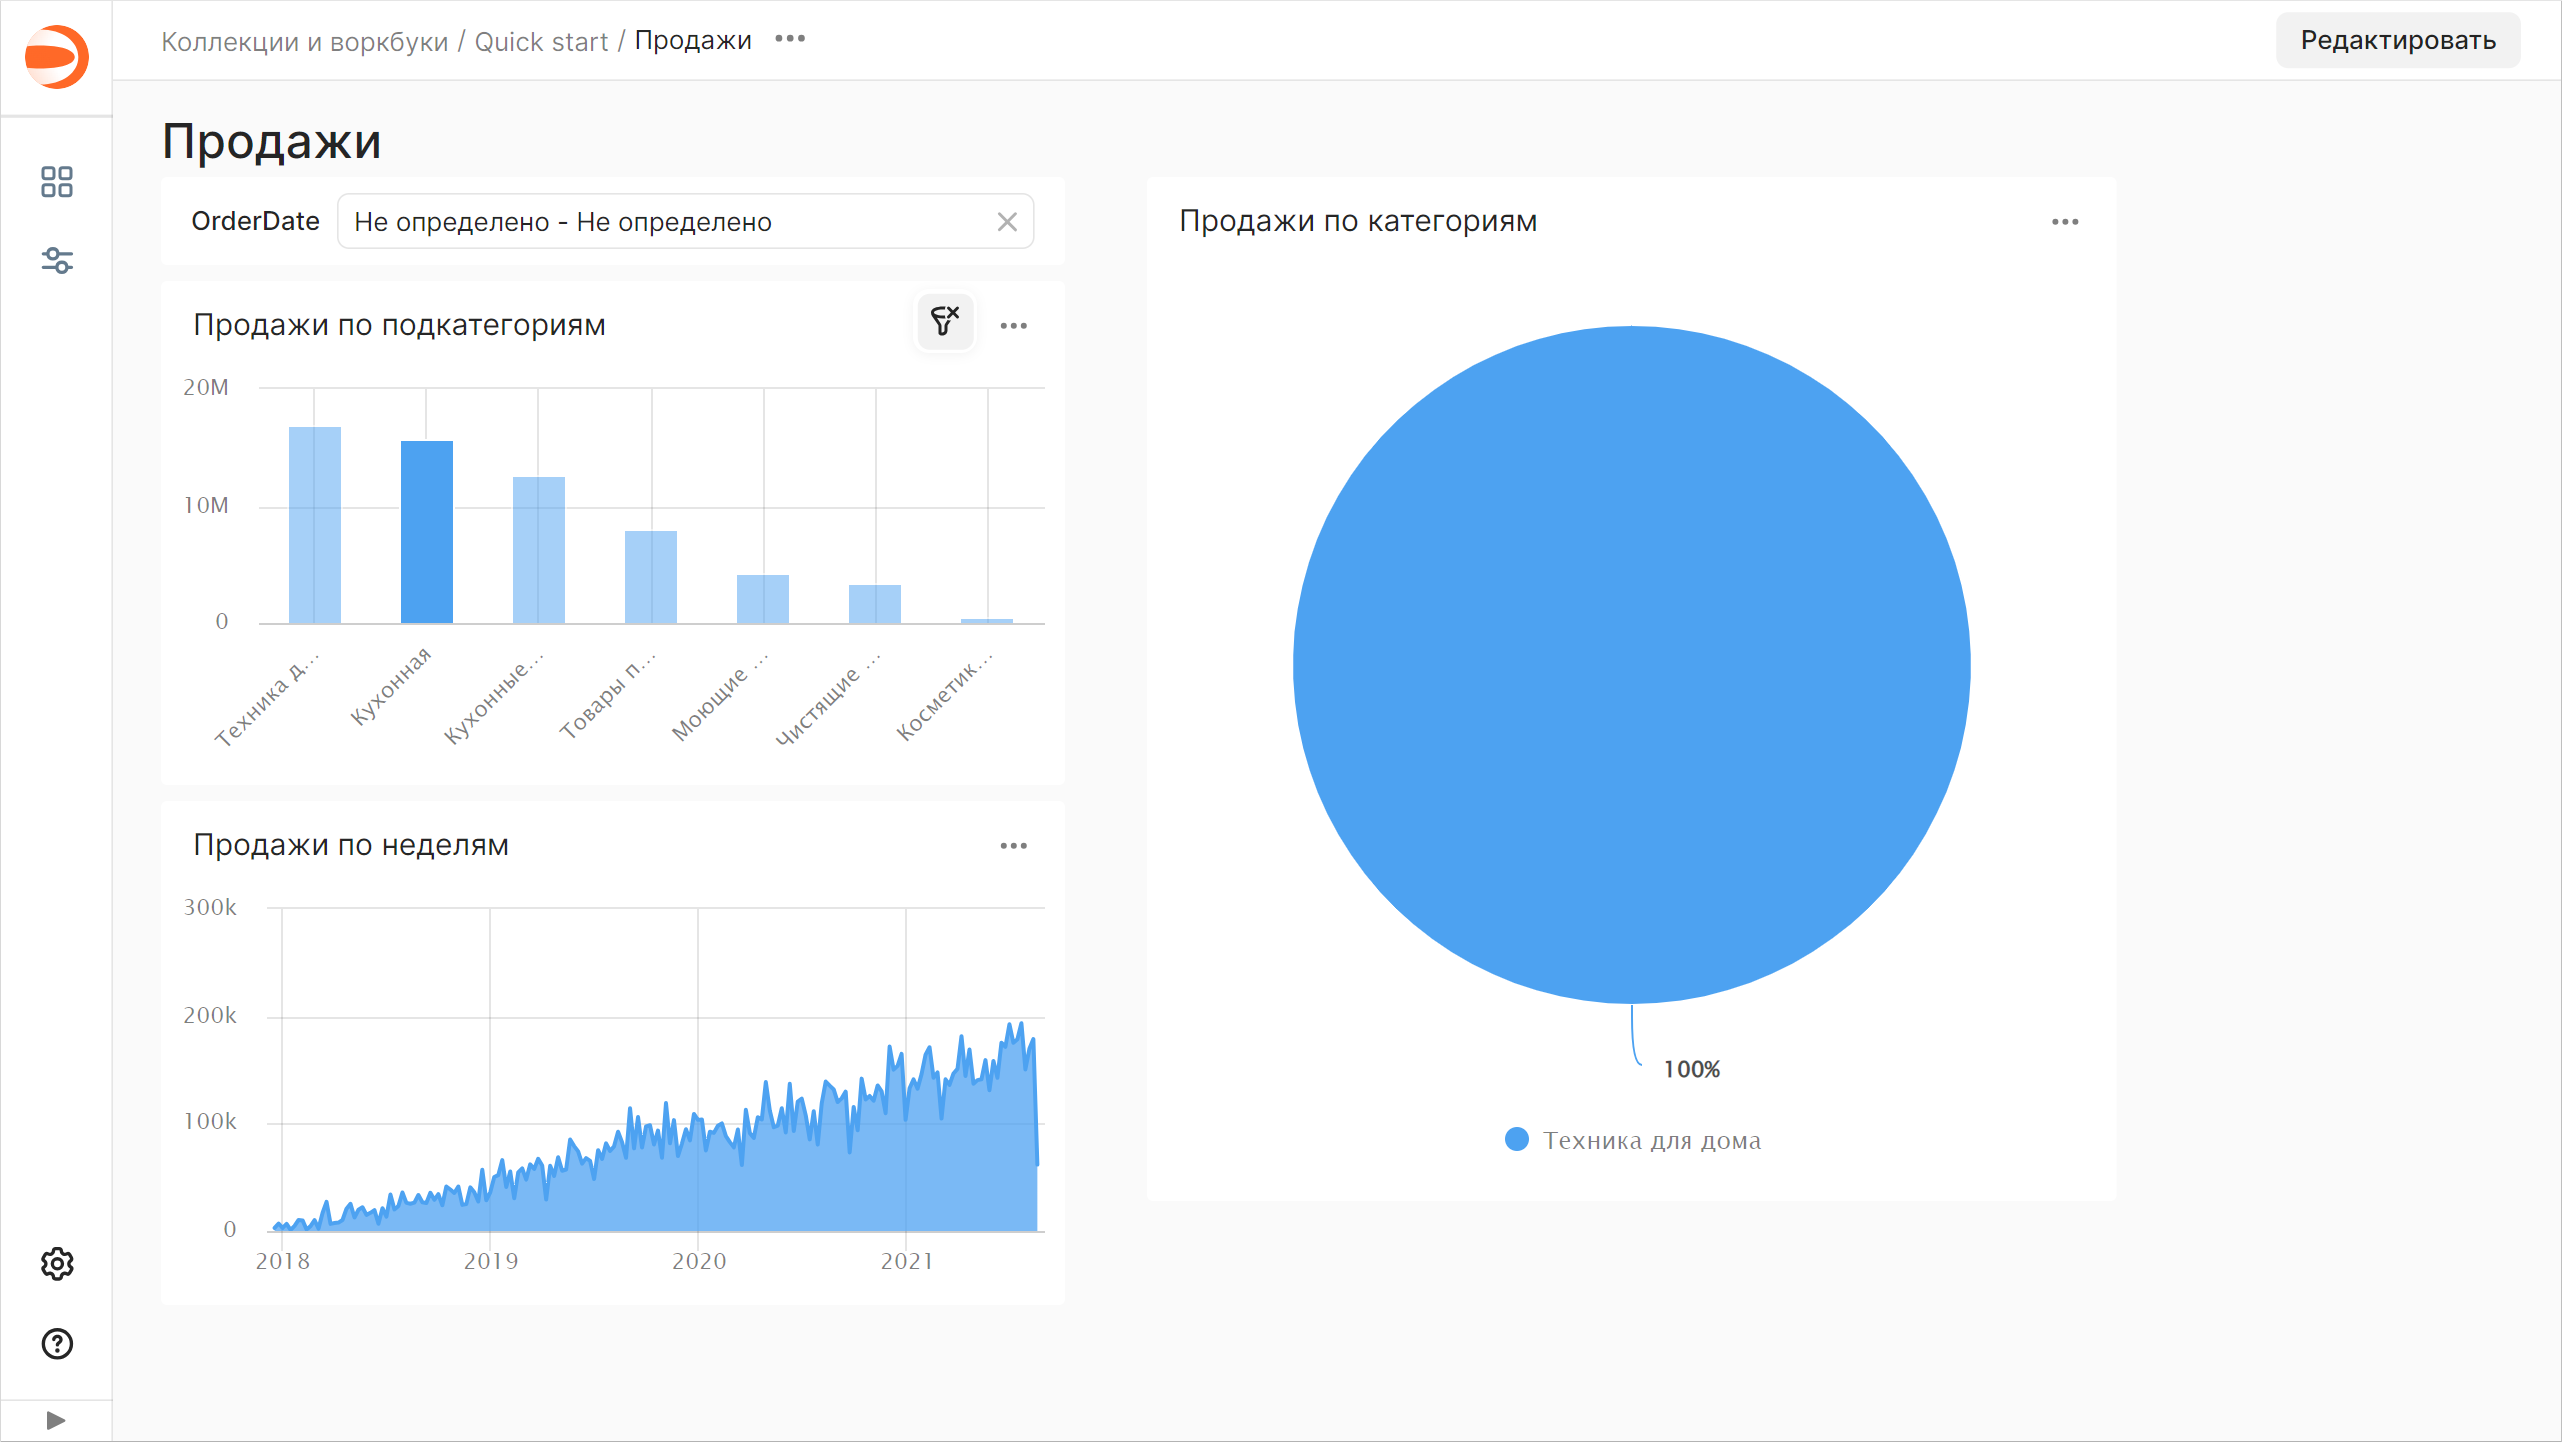 Коллекции и воркбуки / Quick start / Продажи
Редактировать
Продажи
OrderDate Не определено - Не определено
Продажи по подкатегориям
20M
10M
0
Техника д...
Кухонная
Кухонные...
Товары п...
Моющие ...
Чистящие ...
Косметик...
Продажи по неделям
300k
200k
100k
0
2018 2019 2020 2021
Продажи по категориям
100%
Техника для дома